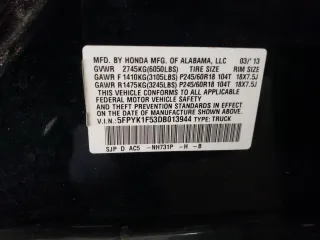 MFD. BY HONDA MFG. OF ALABAMA, LLC 03/'13
GVWR 2745KG(6050LBS) TIRE SIZE RIM SIZE
GAWR F 1410KG(3105LBS) P245/60R18 104T 18X7.5J
GAWR R 1475KG(3245LBS) P245/60R18 104T 18X7.5J
THIS VEHICLE CONFORMS TO ALL APPLICABLE
FEDERAL MOTOR VEHICLE SAFETY AND THEFT
PREVENTION STANDARDS IN EFFECT ON THE DATE
OF MANUFACTURE SHOWN ABOVE.
V.I.N.: 5FPYK1F53DB013944 TYPE: TRUCK
SJP D AC5 -NH731P -H -B